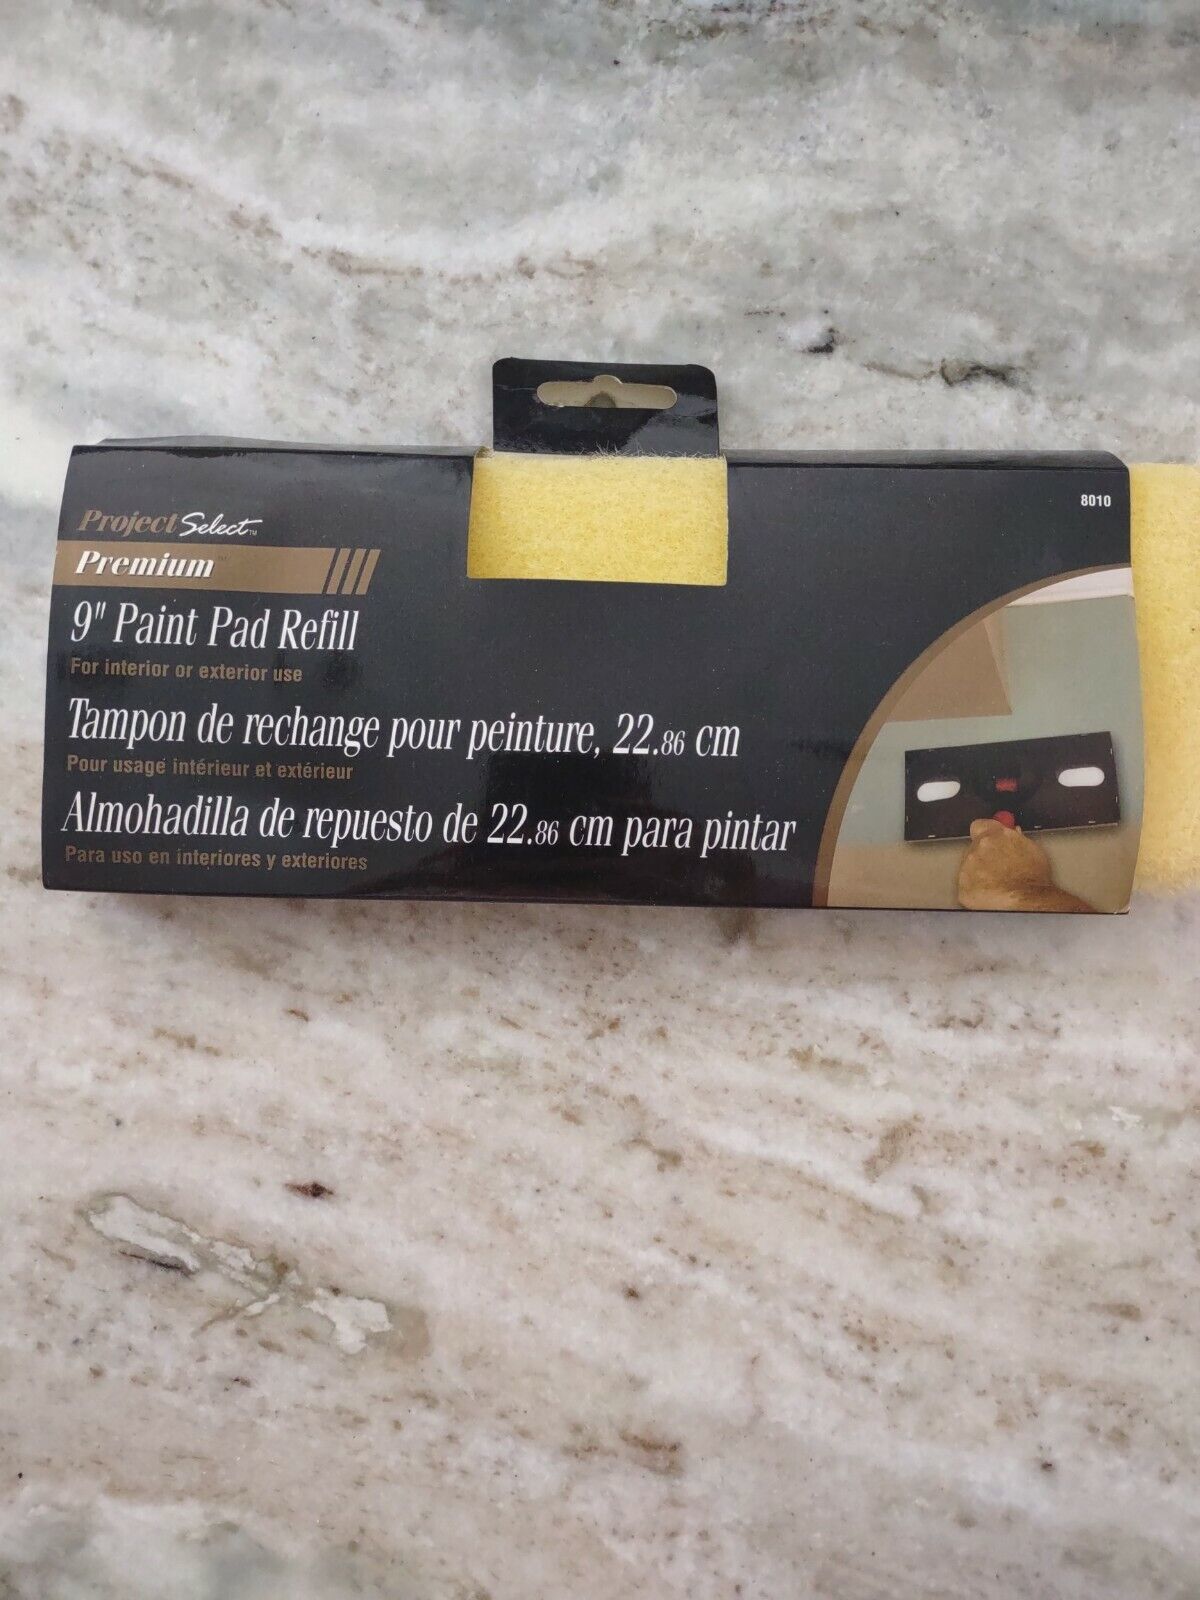 8010
Project Select™
Premium™
9" Paint Pad Refill
For interior or exterior use
Tampon de rechange pour peinture, 22.86 cm
Pour usage intérieur et extérieur
Almohadilla de repuesto de 22.86 cm para pintar
Para uso en interiores y exteriores